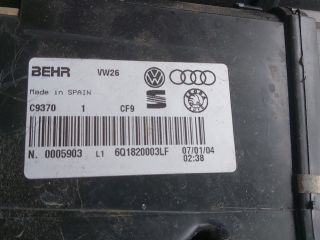 BEHR VW26
Made in SPAIN
C9370 1 CF9
N. 0005903 L1 6Q1820003LF 07/01/04
02:38